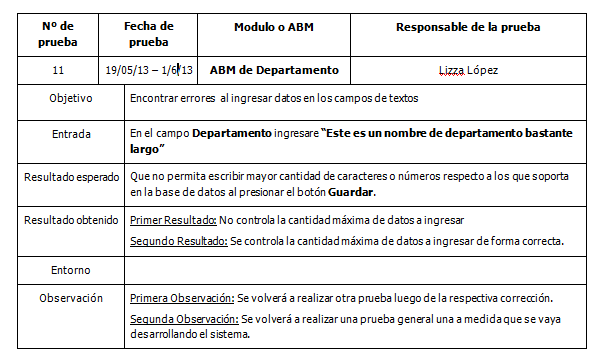 Nº de prueba Fecha de prueba Modulo o ABM Responsable de la prueba
11 19/05/13 – 1/6/13 ABM de Departamento Lizza López
Objetivo Encontrar errores al ingresar datos en los campos de textos
Entrada En el campo Departamento ingresare “Este es un nombre de departamento bastante
largo”
Resultado esperado Que no permita escribir mayor cantidad de caracteres o números respecto a los que soporta
en la base de datos al presionar el botón Guardar.
Resultado obtenido Primer Resultado: No controla la cantidad máxima de datos a ingresar
Segundo Resultado: Se controla la cantidad máxima de datos a ingresar de forma correcta.
Entorno
Observación Primera Observación: Se volverá a realizar otra prueba luego de la respectiva corrección.
Segunda Observación: Se volverá a realizar una prueba general una a medida que se vaya
desarrollando el sistema.